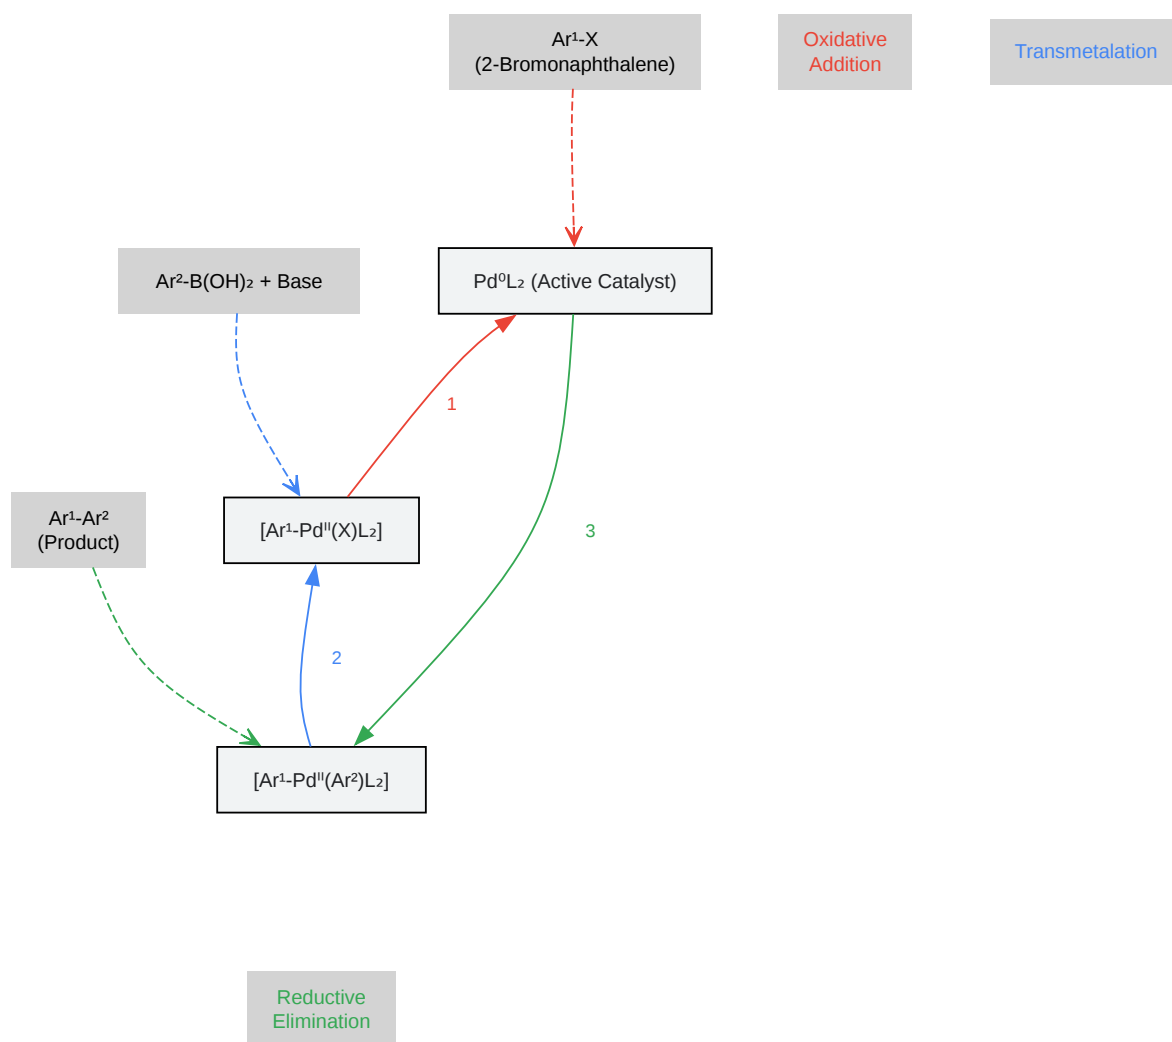 Ar¹-X
(2-Bromonaphthalene)
Oxidative
Addition
Transmetalation
Ar²-B(OH)₂ + Base
Pd⁰L₂ (Active Catalyst)
1
Ar¹-Ar²
(Product)
[Ar¹-Pdᴵᴵ(X)L₂]
3
2
[Ar¹-Pdᴵᴵ(Ar²)L₂]
Reductive
Elimination